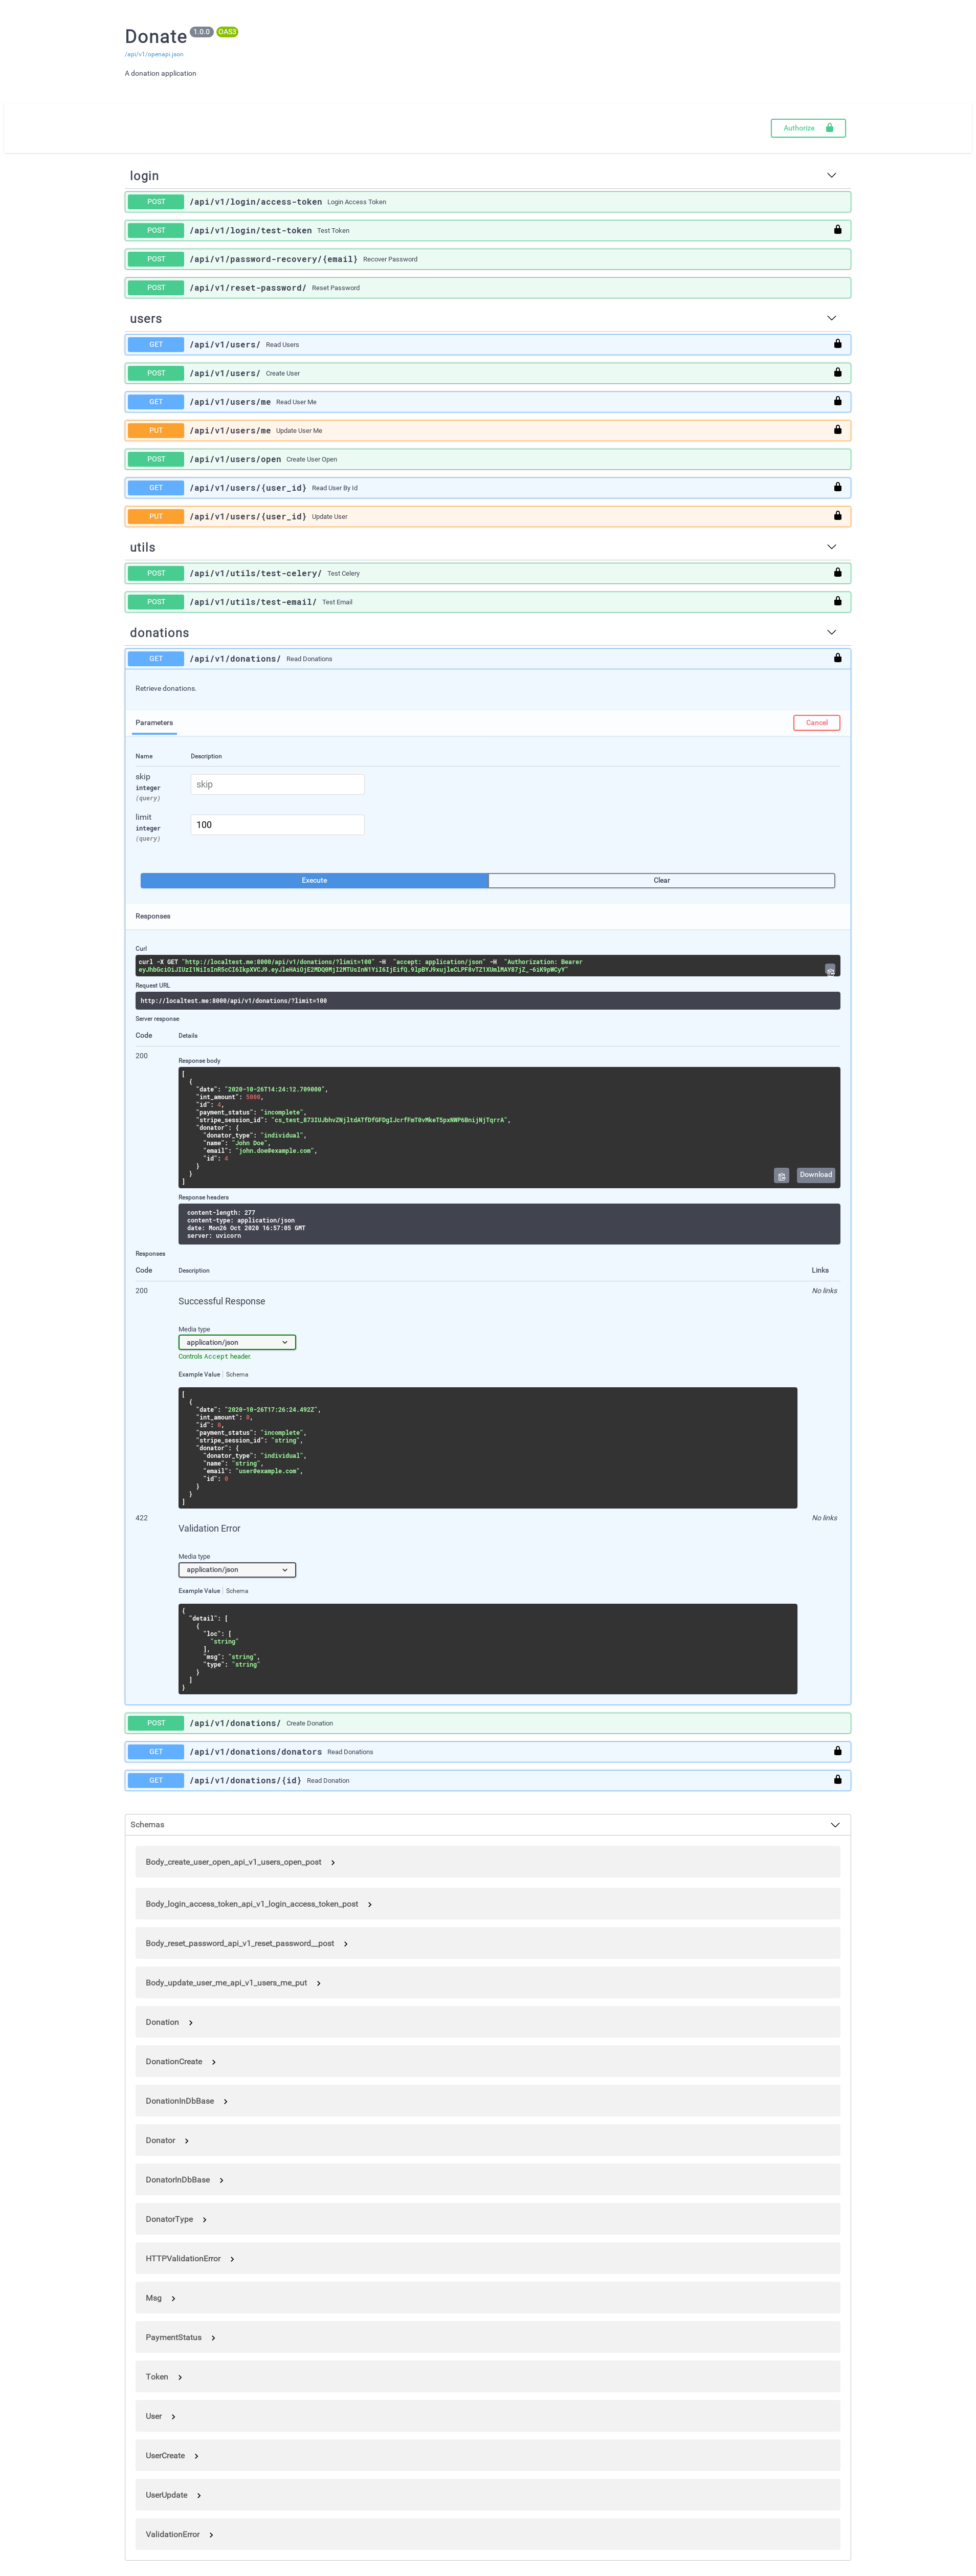 Donate 1.0.0 OAS3
/api/v1/openapi.json
A donation application
Authorize
login
POST /api/v1/login/access-token Login Access Token
POST /api/v1/login/test-token Test Token
POST /api/v1/password-recovery/{email} Recover Password
POST /api/v1/reset-password/ Reset Password
users
GET /api/v1/users/ Read Users
POST /api/v1/users/ Create User
GET /api/v1/users/me Read User Me
PUT /api/v1/users/me Update User Me
POST /api/v1/users/open Create User Open
GET /api/v1/users/{user_id} Read User By Id
PUT /api/v1/users/{user_id} Update User
utils
POST /api/v1/utils/test-celery/ Test Celery
POST /api/v1/utils/test-email/ Test Email
donations
GET /api/v1/donations/ Read Donations
Retrieve donations.
Parameters Cancel
Name Description
skip
integer
(query)
skip
limit
integer
(query)
100
Execute Clear
Responses
Curl
curl -X GET "http://localtest.me:8000/api/v1/donations/?limit=100" -H "accept: application/json" -H "Authorization: Bearer
Request URL
http://localtest.me:8000/api/v1/donations/?limit=100
Server response
Code Details
200
Response body
[
{
"date": "2020-10-26T14:24:12.709000",
"int_amount": 5000,
"id": 4,
"payment_status": "incomplete",
"stripe_session_id":
"donator": {
"donator_type": "individual",
"name": "John Doe",
"email": "john.doe@example.com",
"id": 4
}
}
]
Download
Response headers
content-length: 277
content-type: application/json
date: Mon26 Oct 2020 16:57:05 GMT
server: uvicorn
Responses
Code Description Links
200 No links
Successful Response
Media type
application/json
Controls Accept header.
Example Value Schema
[
{
"date": "2020-10-26T17:26:24.492Z",
"int_amount": 0,
"id": 0,
"payment_status": "incomplete",
"stripe_session_id": "string",
"donator": {
"donator_type": "individual",
"name": "string",
"email": "user@example.com",
"id": 0
}
}
]
422 No links
Validation Error
Media type
application/json
Example Value Schema
{
"detail": [
{
"loc": [
"string"
],
"msg": "string",
"type": "string"
}
]
}
POST /api/v1/donations/ Create Donation
GET /api/v1/donations/donators Read Donations
GET /api/v1/donations/{id} Read Donation
Schemas
Body_create_user_open_api_v1_users_open_post
Body_login_access_token_api_v1_login_access_token_post
Body_reset_password_api_v1_reset_password__post
Body_update_user_me_api_v1_users_me_put
Donation
DonationCreate
DonationInDbBase
Donator
DonatorInDbBase
DonatorType
HTTPValidationError
Msg
PaymentStatus
Token
User
UserCreate
UserUpdate
ValidationError